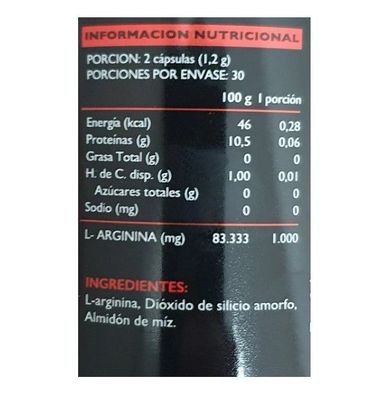 INFORMACION NUTRICIONAL
PORCION: 2 cápsulas (1,2 g)
PORCIONES POR ENVASE: 30
100 g 1 porción
Energía (kcal) 46 0,28
Proteínas (g) 10,5 0,06
Grasa Total (g) 0 0
H. de C. disp. (g) 1,00 0,01
Azúcares totales (g) 0 0
Sodio (mg) 0 0
L- ARGININA (mg) 83.333 1.000
INGREDIENTES:
L-arginina, Dióxido de silicio amorfo,
Almidón de míz.